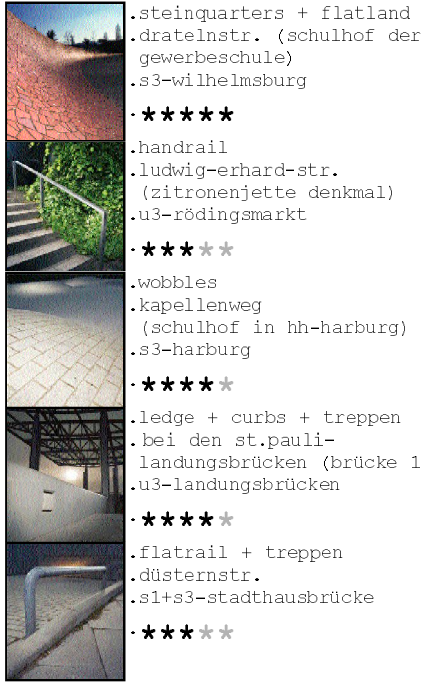 .steinquarters + flatland
.dratelnstr. (schulhof der
gewerbeschule)
.s3-wilhelmsburg
.★★★★★
.handrail
.ludwig-erhard-str.
(zitronenjette denkmal)
.u3-rödingsmarkt
.★★★★★
.wobbles
.kapellenweg
(schulhof in hh-harburg)
.s3-harburg
.★★★★★
.ledge + curbs + treppen
.bei den st.pauli-
landungsbrücken (brücke 1
.u3-landungsbrücken
.★★★★★
.flatrail + treppen
.düsternstr.
.s1+s3-stadthausbrücke
.★★★★★